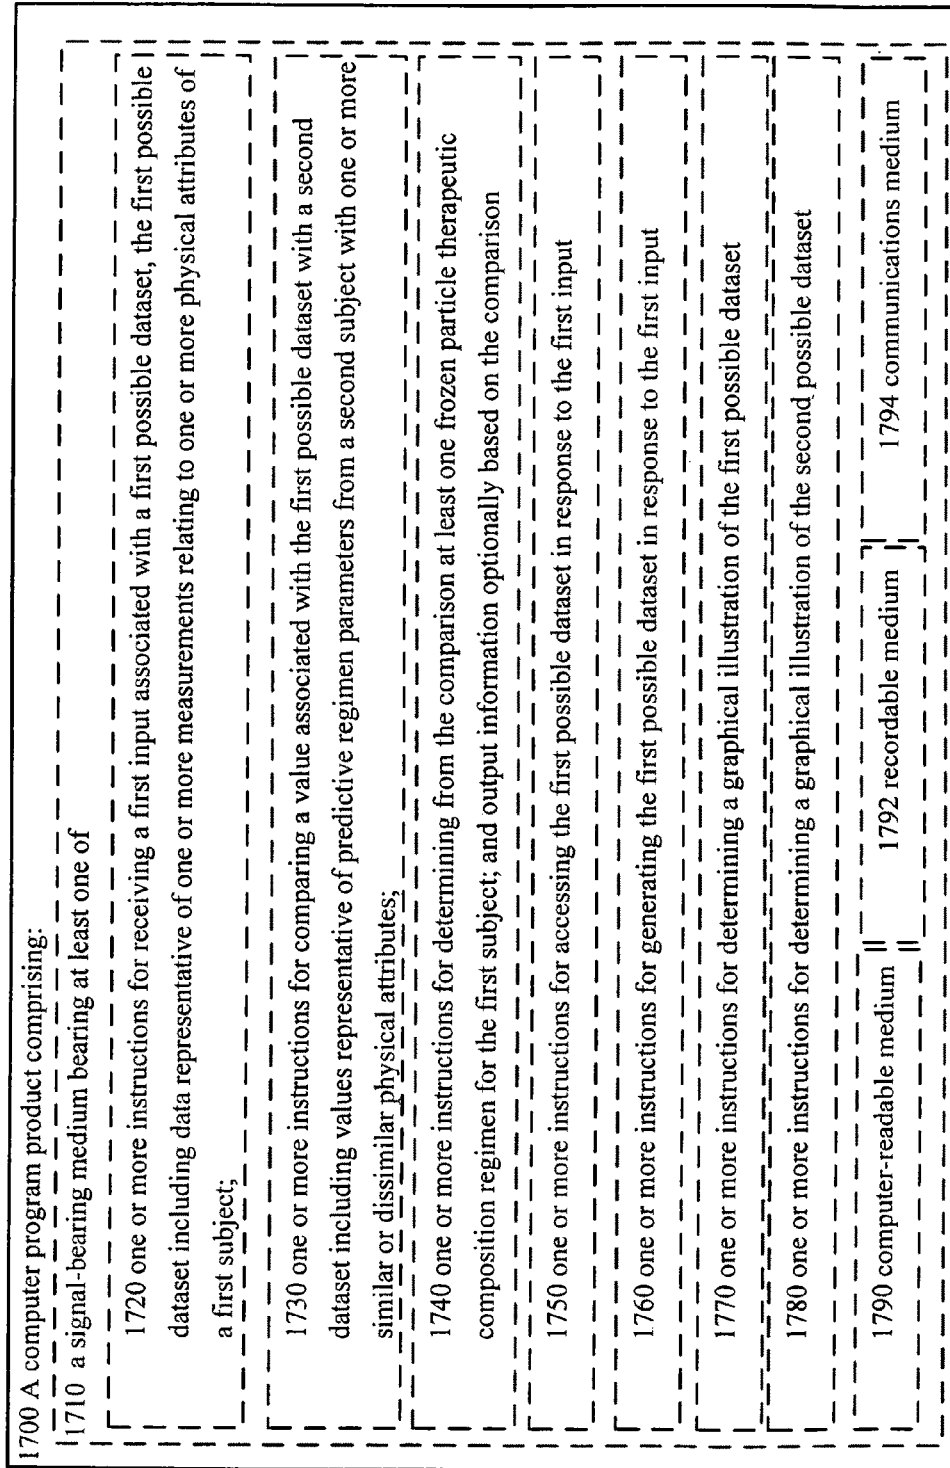 1700 A computer program product comprising:
1710 a signal-bearing medium bearing at least one of
1720 one or more instructions for receiving a first input associated with a first possible dataset, the first possible
dataset including data representative of one or more measurements relating to one or more physical attributes of
a first subject;
1730 one or more instructions for comparing a value associated with the first possible dataset with a second
dataset including values representative of predictive regimen parameters from a second subject with one or more
similar or dissimilar physical attributes;
1740 one or more instructions for determining from the comparison at least one frozen particle therapeutic
composition regimen for the first subject; and output information optionally based on the comparison
1750 one or more instructions for accessing the first possible dataset in response to the first input
1760 one or more instructions for generating the first possible dataset in response to the first input
1770 one or more instructions for determining a graphical illustration of the first possible dataset
1780 one or more instructions for determining a graphical illustration of the second possible dataset
1790 computer-readable medium
1792 recordable medium
1794 communications medium